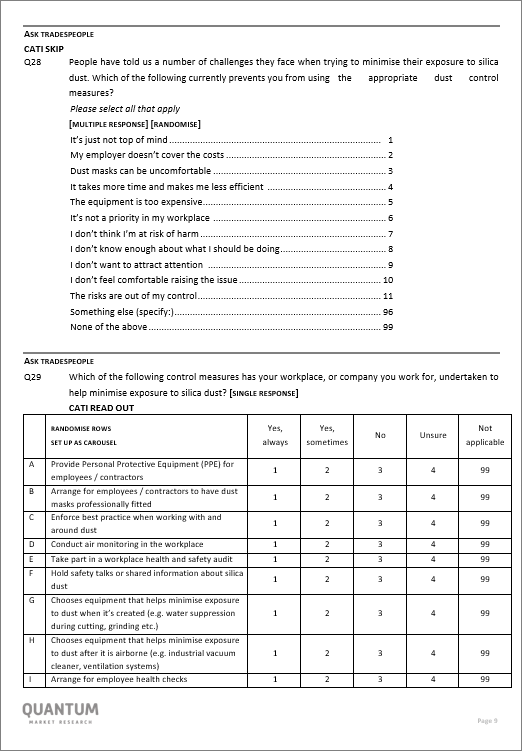 ASK TRADESPEOPLE
CATI SKIP
Q28 People have told us a number of challenges they face when trying to minimise their exposure to silica
dust. Which of the following currently prevents you from using the appropriate dust control
measures?
Please select all that apply
[MULTIPLE RESPONSE] [RANDOMISE]
It's just not top of mind 1
My employer doesn't cover the costs 2
Dust masks can be uncomfortable 3
It takes more time and makes me less efficient 4
The equipment is too expensive 5
It's not a priority in my workplace 6
I don't think I'm at risk of harm 7
I don't know enough about what I should be doing 8
I don't want to attract attention 9
I don't feel comfortable raising the issue 10
The risks are out of my control 11
Something else (specify:) 96
None of the above 99
ASK TRADESPEOPLE
Q29 Which of the following control measures has your workplace, or company you work for, undertaken to
help minimise exposure to silica dust? [SINGLE RESPONSE]
CATI READ OUT
RANDOMISE ROWS
SET UP AS CAROUSEL
Yes, always
Yes, sometimes
No
Unsure
Not applicable
A Provide Personal Protective Equipment (PPE) for
employees / contractors 1 2 3 4 99
B Arrange for employees / contractors to have dust
masks professionally fitted 1 2 3 4 99
C Enforce best practice when working with and
around dust 1 2 3 4 99
D Conduct air monitoring in the workplace 1 2 3 4 99
E Take part in a workplace health and safety audit 1 2 3 4 99
F Hold safety talks or shared information about silica
dust 1 2 3 4 99
G Chooses equipment that helps minimise exposure
to dust when it's created (e.g. water suppression
during cutting, grinding etc.) 1 2 3 4 99
H Chooses equipment that helps minimise exposure
to dust after it is airborne (e.g. industrial vacuum
cleaner, ventilation systems) 1 2 3 4 99
I Arrange for employee health checks 1 2 3 4 99
QUANTUM
MARKET RESEARCH
Page 9